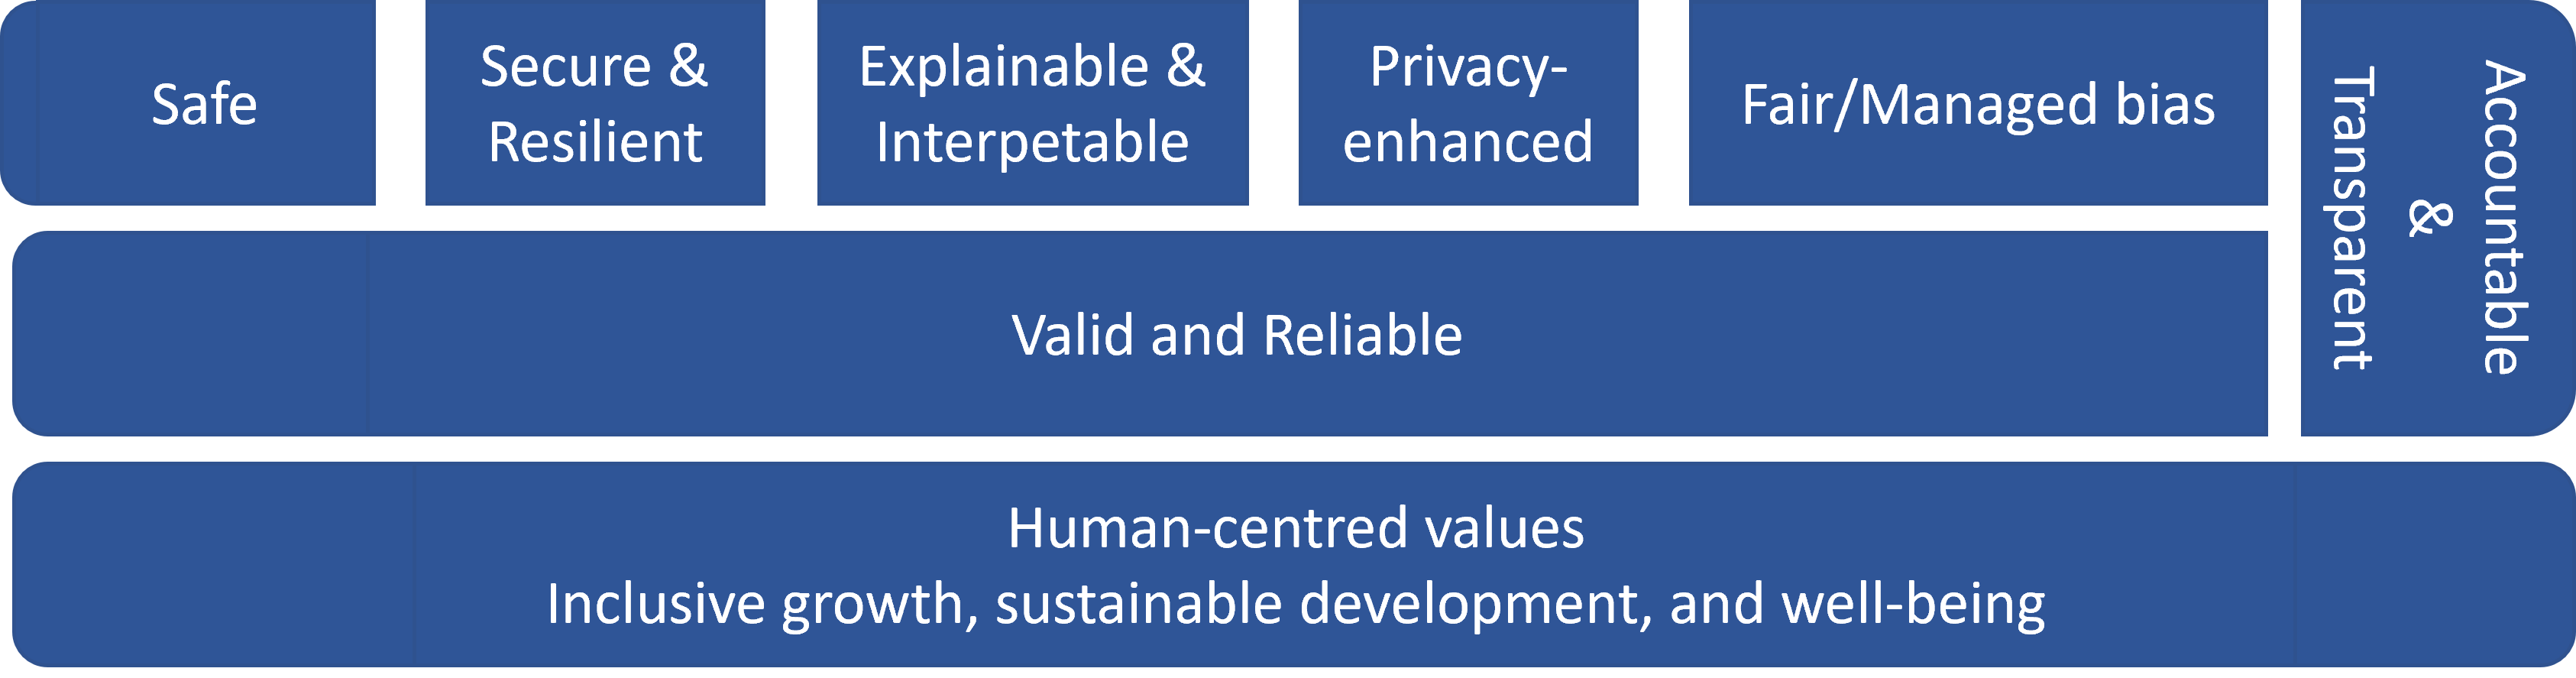 Safe
Secure &
Resilient
Explainable &
Interpetable
Privacy-
enhanced
Fair/Managed bias
Accountable
&
Transparent
Valid and Reliable
Human-centred values
Inclusive growth, sustainable development, and well-being